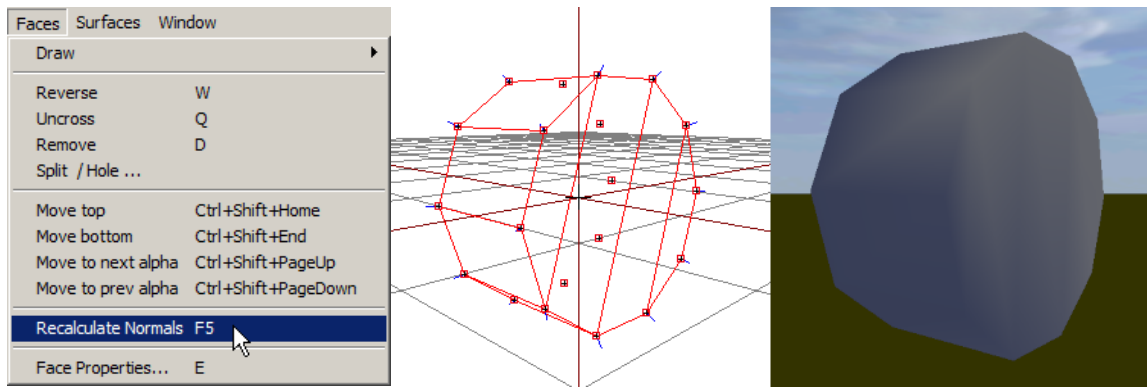 Faces Surfaces Window
Draw
Reverse W
Uncross Q
Remove D
Split / Hole ...
Move top Ctrl+Shift+Home
Move bottom Ctrl+Shift+End
Move to next alpha Ctrl+Shift+PageUp
Move to prev alpha Ctrl+Shift+PageDown
Recalculate Normals F5
Face Properties... E